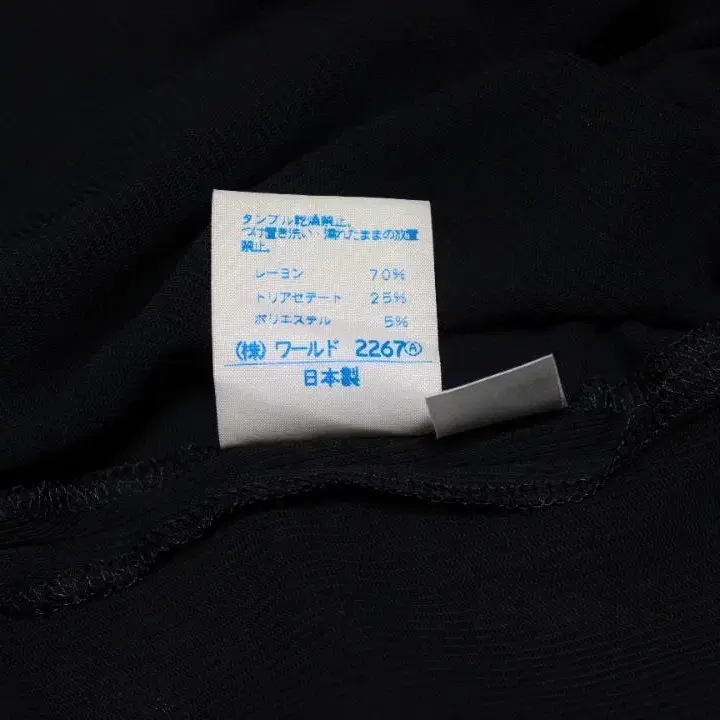 タンブル乾燥禁止。
つけ置き洗い・濡れたままの放置
禁止。
レーヨン 70%
トリアセテート 25%
ポリエステル 5%
(株) ワールド 2267Ⓐ
日本製